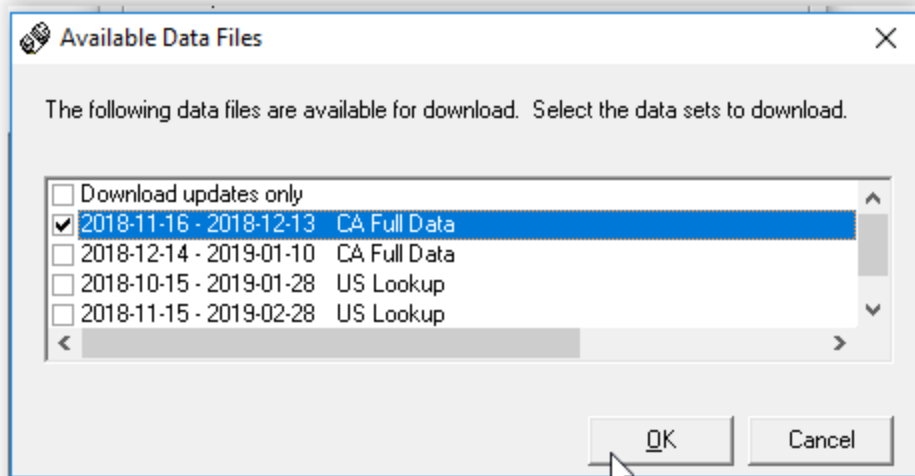 Available Data Files
The following data files are available for download.  Select the data sets to download.
Download updates only
2018-11-16 - 2018-12-13    CA Full Data
2018-12-14 - 2019-01-10    CA Full Data
2018-10-15 - 2019-01-28    US Lookup
2018-11-15 - 2019-02-28    US Lookup
OK
Cancel